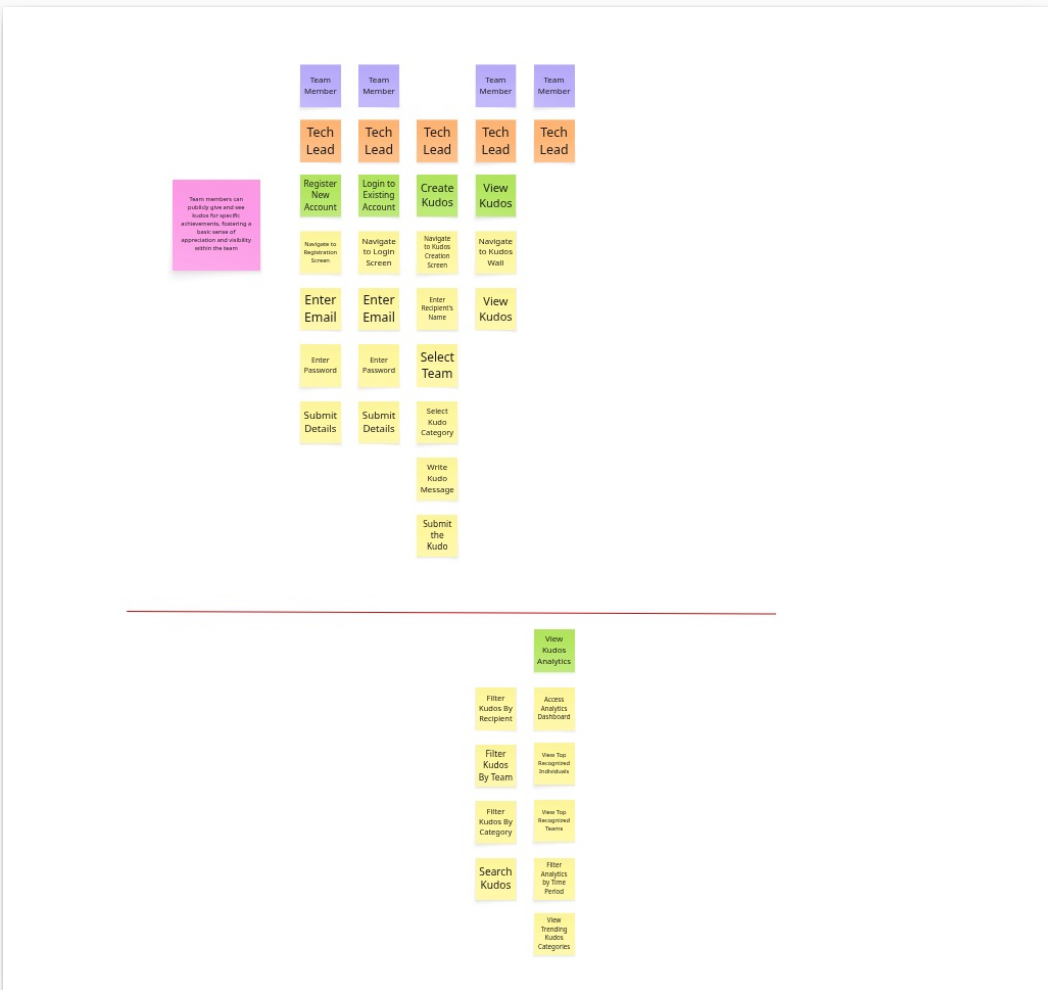 Team
Member
Team
Member
Team
Member
Team
Member
Tech
Lead
Tech
Lead
Tech
Lead
Tech
Lead
Tech
Lead
Team members can
publicly give and see
kudos for specific
achievements, fostering a
basic sense of
appreciation and visibility
within the team
Register
New
Account
Login to
Existing
Account
Create
Kudos
View
Kudos
Navigate to
Registration
Screen
Navigate
to Login
Screen
Navigate
to Kudos
Creation
Screen
Navigate
to Kudos
Wall
Enter
Email
Enter
Email
Enter
Recipient's
Name
View
Kudos
Enter
Password
Enter
Password
Select
Team
Submit
Details
Submit
Details
Select
Kudo
Category
Write
Kudo
Message
Submit
the
Kudo
View
Kudos
Analytics
Filter
Kudos By
Recipient
Access
Analytics
Dashboard
Filter
Kudos
By Team
View Top
Recognized
Individuals
Filter
Kudos By
Category
View Top
Recognized
Teams
Search
Kudos
Filter
Analytics
by Time
Period
View
Trending
Kudos
Categories